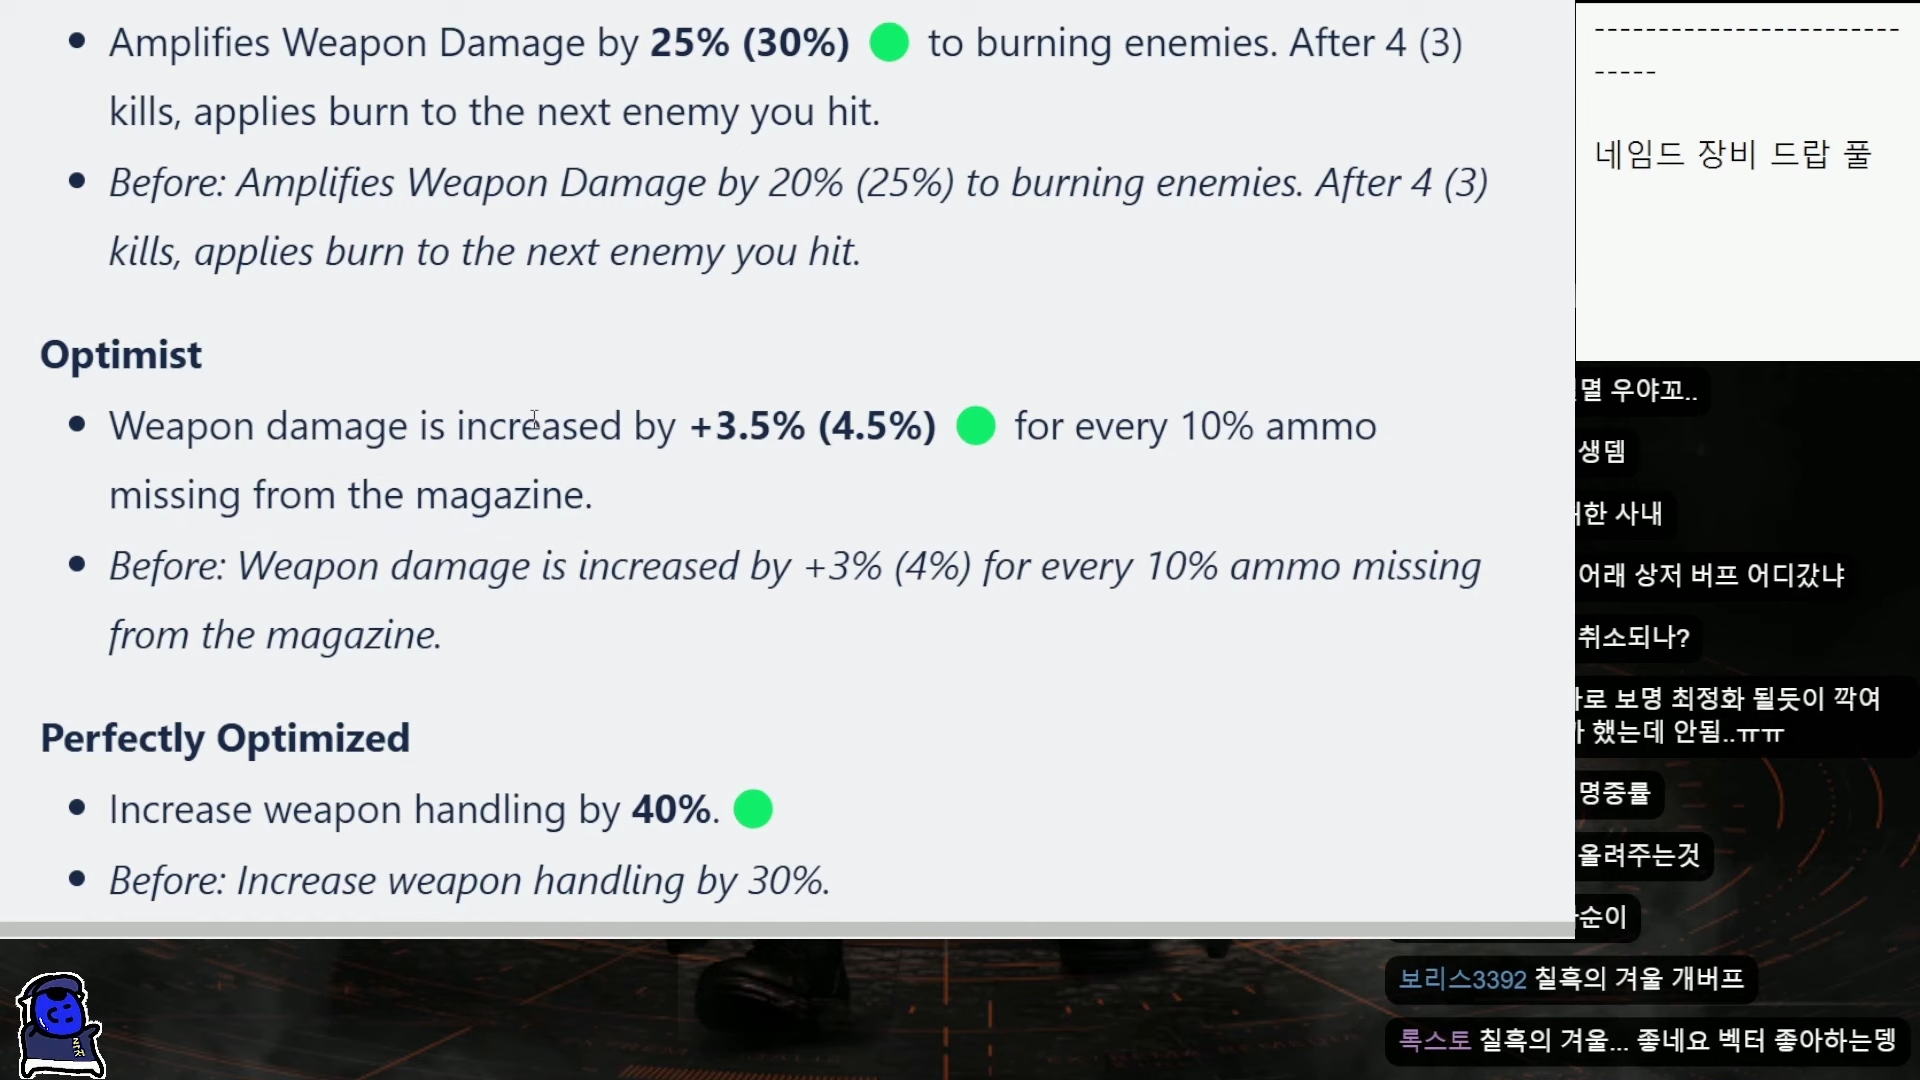 Amplifies Weapon Damage by 25% (30%) to burning enemies. After 4 (3)
kills, applies burn to the next enemy you hit.
Before: Amplifies Weapon Damage by 20% (25%) to burning enemies. After 4 (3)
kills, applies burn to the next enemy you hit.
Optimist
Weapon damage is increased by +3.5% (4.5%) for every 10% ammo
missing from the magazine.
Before: Weapon damage is increased by +3% (4%) for every 10% ammo missing
from the magazine.
Perfectly Optimized
Increase weapon handling by 40%.
Before: Increase weapon handling by 30%.
------------------------
-----
네임드 장비 드랍 풀
우야꼬..
생뎀
사내
어래 상저 버프 어디갔냐
취소되나?
보명 최정화 될듯이 깍여
했는데 안됨..ㅠㅠ
명중률
올려주는것
보리스3392 칠흑의 겨울 개버프
록스토 칠흑의 겨울... 좋네요 벡터 좋아하는뎅